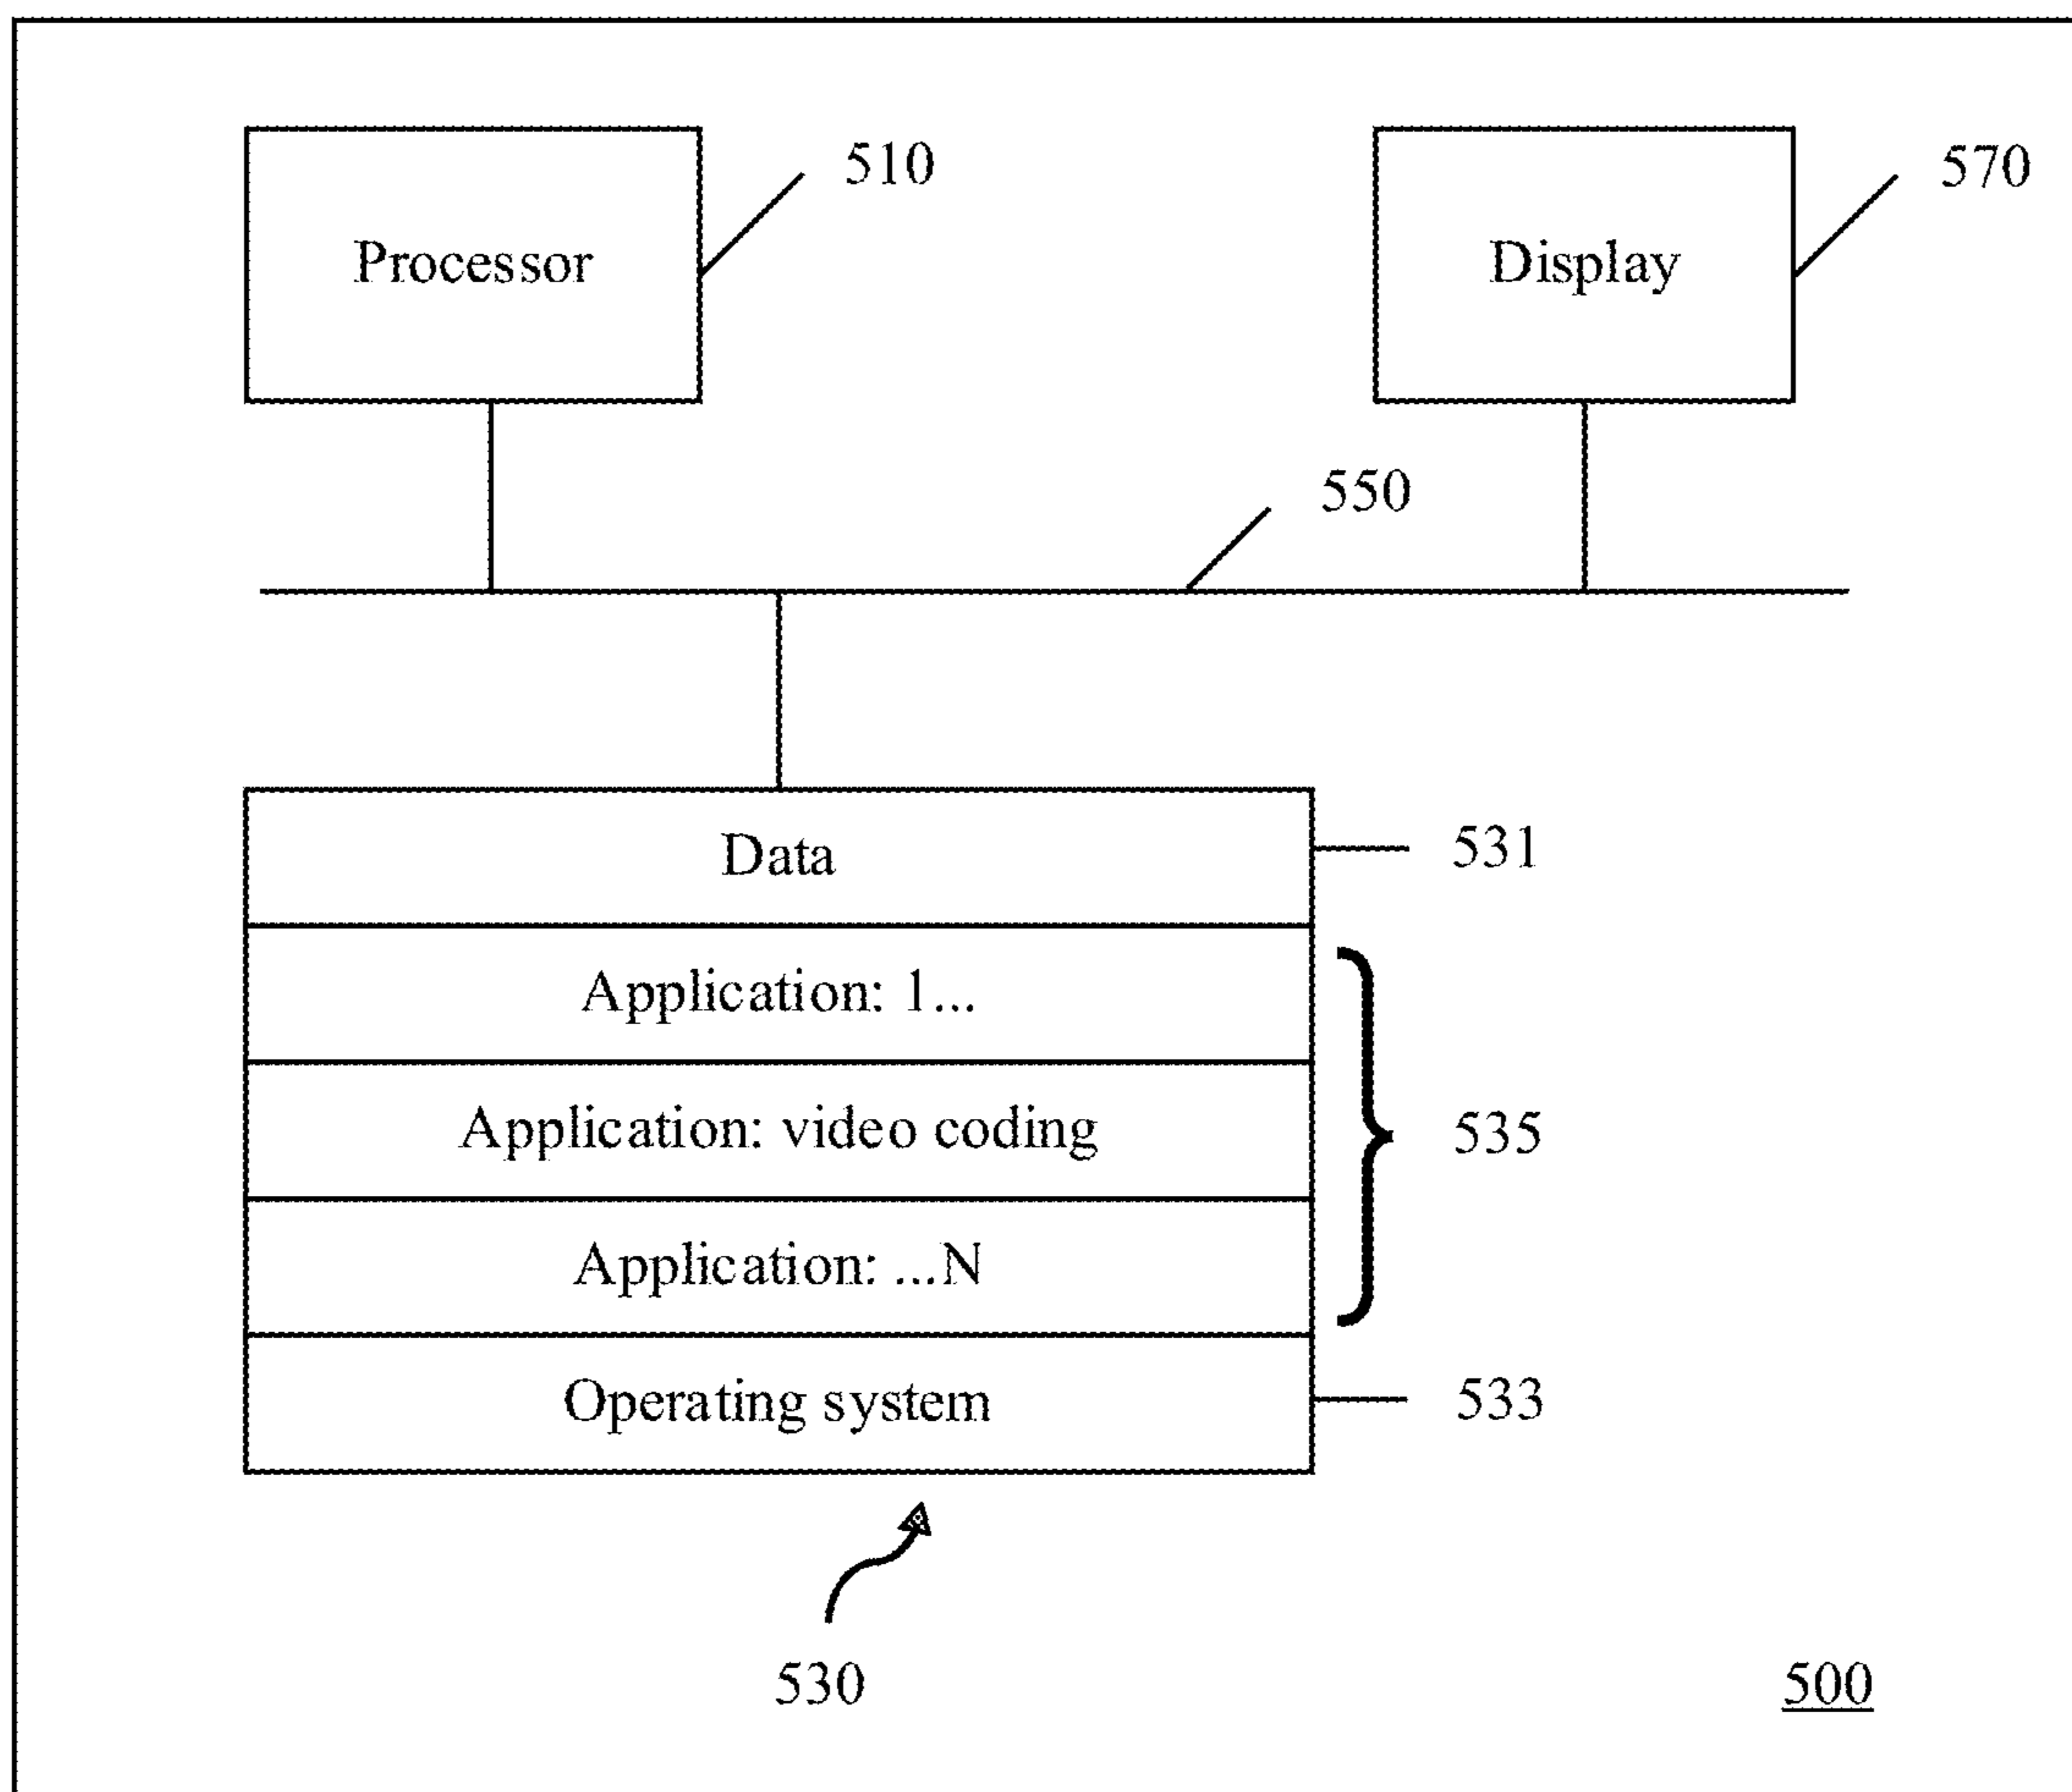 510
570
Processor
Display
550
Data
531
Application: 1...
Application: video coding
535
Application: ...N
Operating system
533
530
500